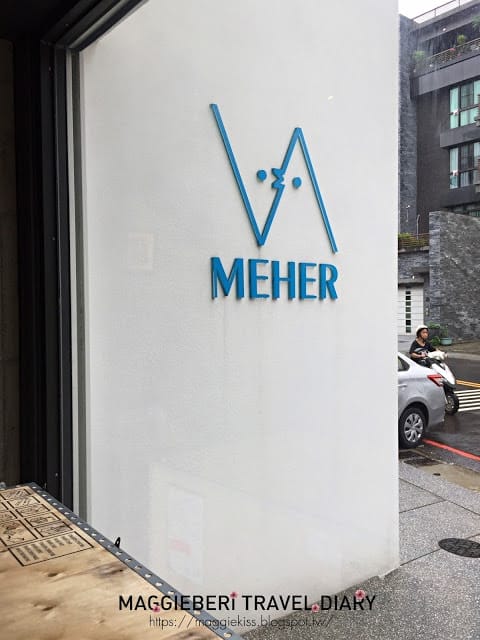 MEHER
MAGGIEBERI TRAVEL DIARY
https://maggiekiss.blogspot.tw/